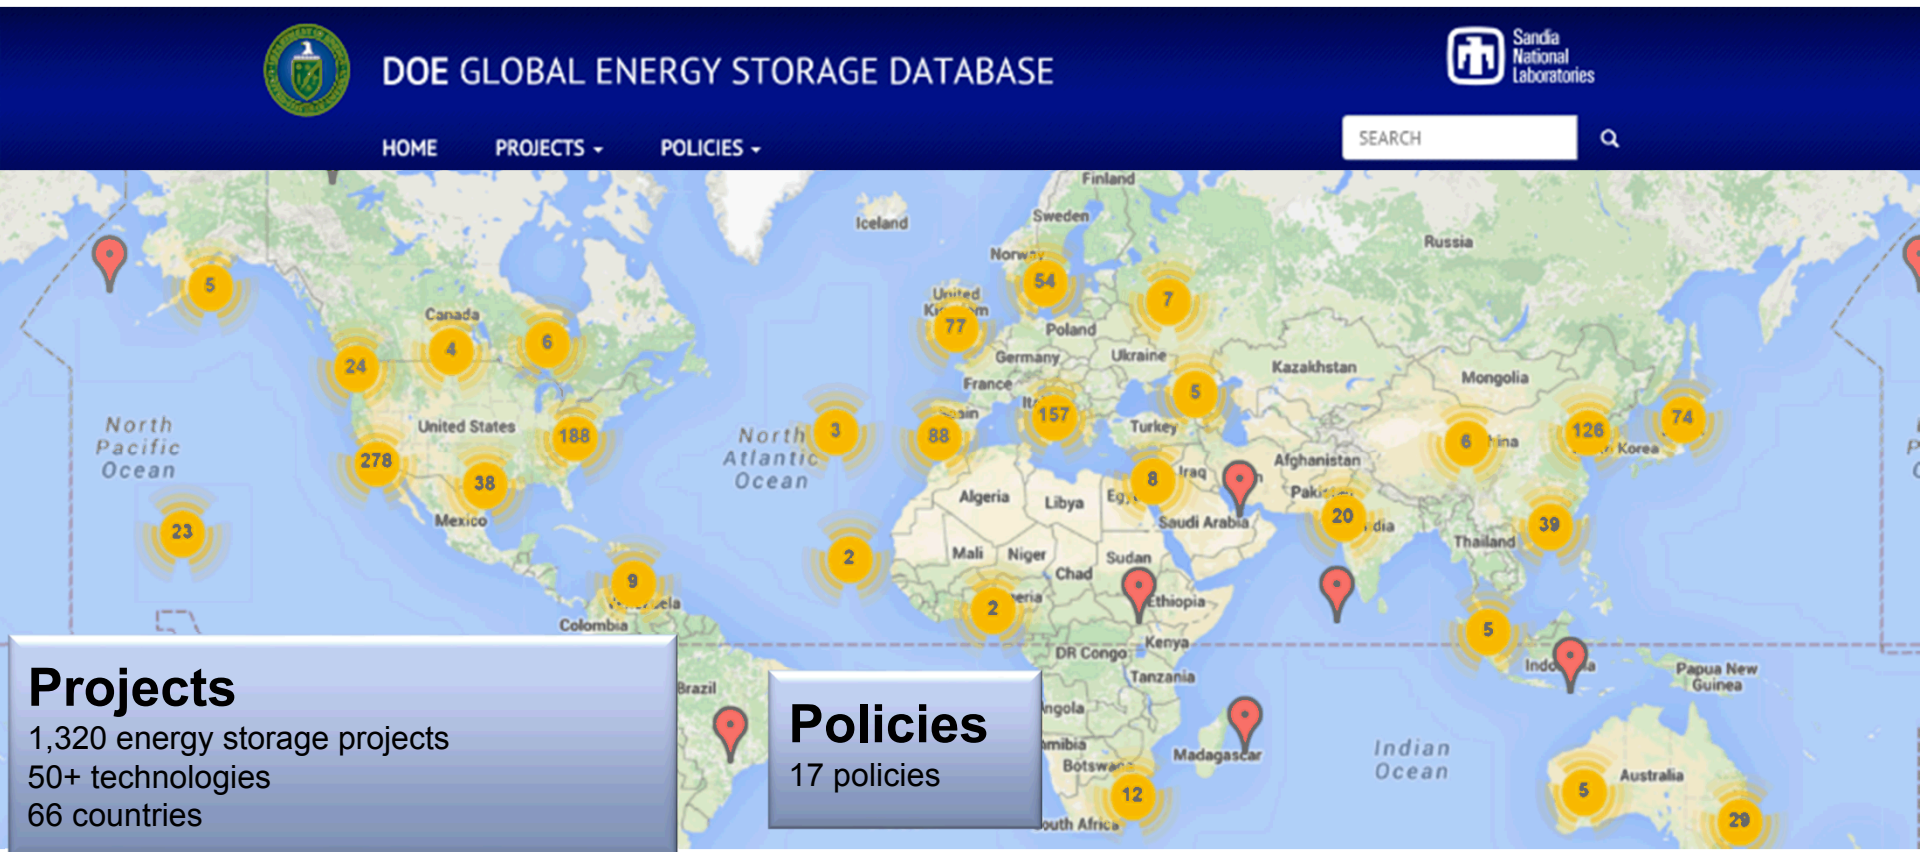 DOE GLOBAL ENERGY STORAGE DATABASE
Sandia
National
Laboratories
HOME
PROJECTS
POLICIES
SEARCH
Finland
Iceland
Sweden
Russia
Norway
5
54
7
United
Kingdom
77
Canada
4
6
24
Poland
Germany
Ukraine
Kazakhstan
Mongolia
France
5
157
74
North
Pacific
Ocean
United States
188
North
Atlantic
Ocean
3
88
Turkey
6
126
Korea
278
38
Mexico
Algeria
Libya
8
Iraq
Afghanistan
Saudi Arabia
20
39
Thailand
23
2
Mali
Niger
Chad
Sudan
9
Colombia
2
Ethiopia
5
DR Congo
Kenya
Tanzania
Papua New
Guinea
Brazil
Madagascar
Indian
Ocean
12
5
Australia
29
Projects
1,320 energy storage projects
50+ technologies
66 countries
Policies
17 policies